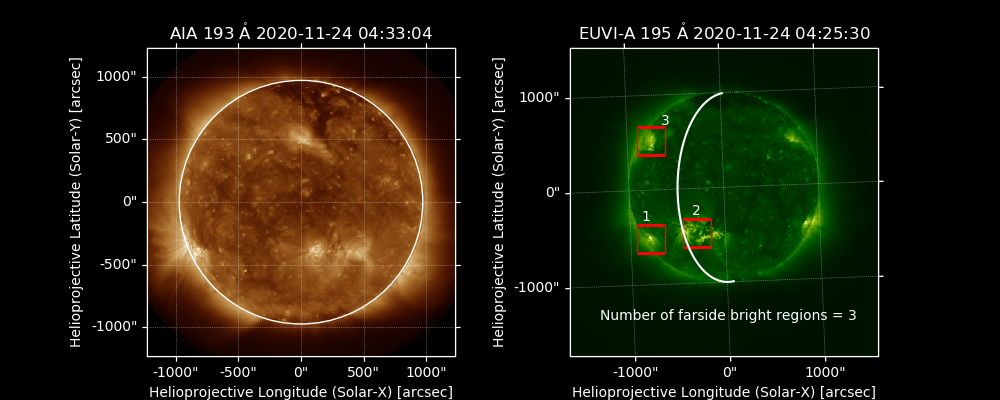 AIA 193 Å 2020-11-24 04:33:04
Helioprojective Latitude (Solar-Y) [arcsec]
1000"
500"
0"
-500"
-1000"
-1000"
-500"
0"
500"
1000"
Helioprojective Longitude (Solar-X) [arcsec]
EUVI-A 195 Å 2020-11-24 04:25:30
Helioprojective Latitude (Solar-Y) [arcsec]
1000"
0"
-1000"
3
1
2
Number of farside bright regions = 3
-1000"
0"
1000"
Helioprojective Longitude (Solar-X) [arcsec]